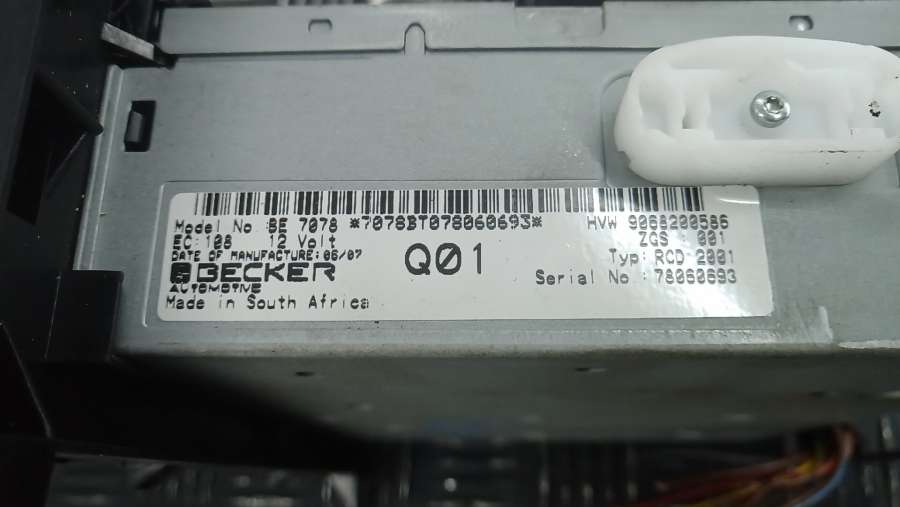 Model No BE 7078 *7078BT078060693* HVW 9068200586
EC: 108 12 Volt ZGS : 001
DATE OF MANUFACTURE: 06/07 Typ: RCD 2001
BECKER Q01 Serial No : 78060693
AUTOMOTIVE
Made in South Africa